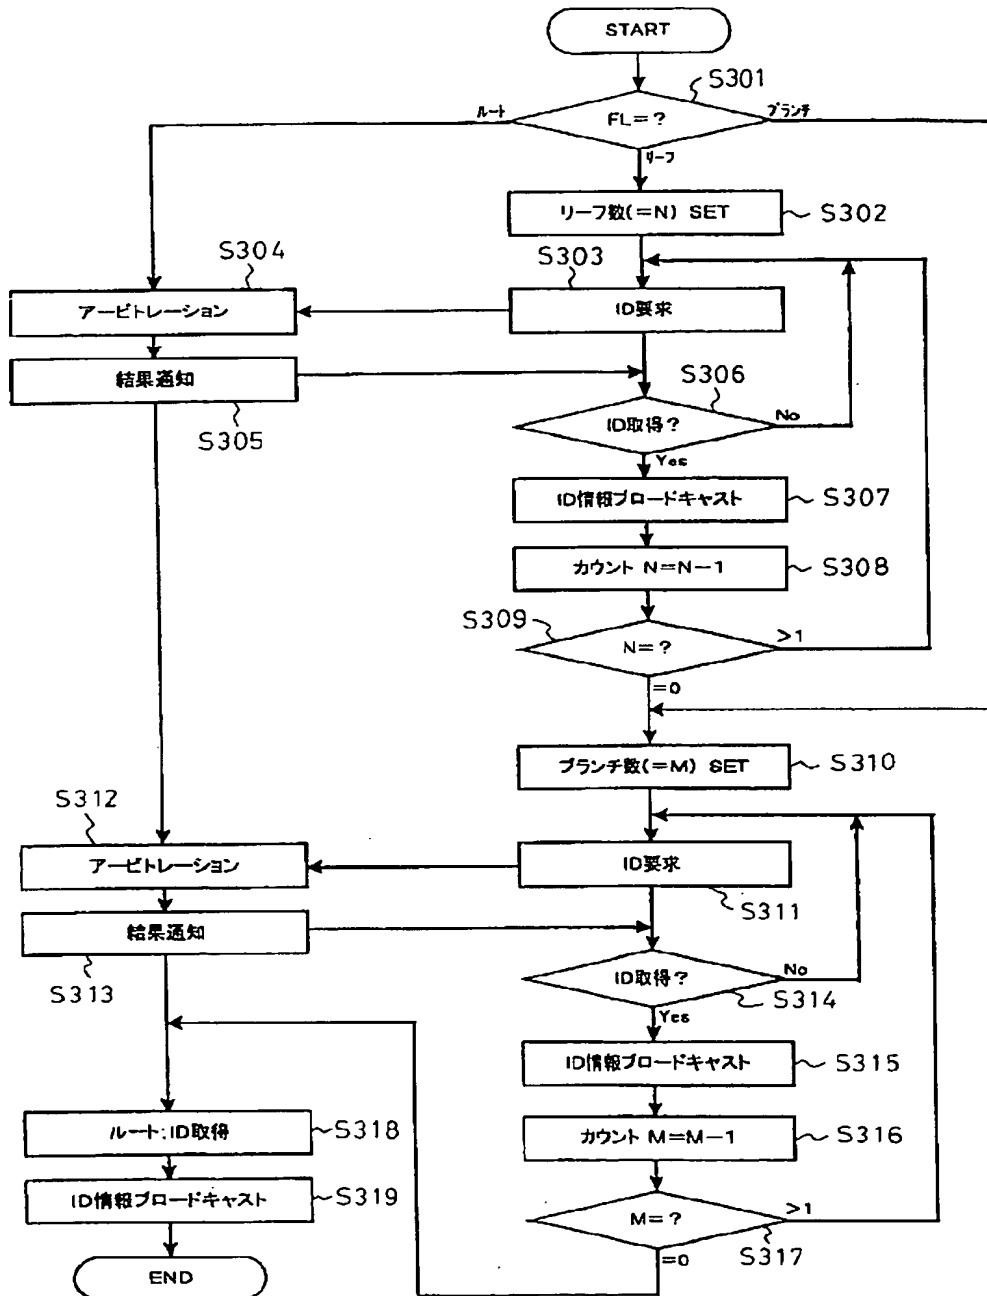 START
S301
FL=?
ルート
ブランチ
リーフ
リーフ数(=N) SET
S302
S304
S303
アービトレーション
ID要求
結果通知
S305
S306
ID取得?
No
Yes
ID情報ブロードキャスト
S307
カウント N=N-1
S308
S309
N=?
>1
=0
ブランチ数(=M) SET
S310
S312
アービトレーション
ID要求
S311
結果通知
S313
ID取得?
No
S314
Yes
ID情報ブロードキャスト
S315
カウント M=M-1
S316
ルート:ID取得
S318
ID情報ブロードキャスト
S319
M=?
>1
S317
=0
END